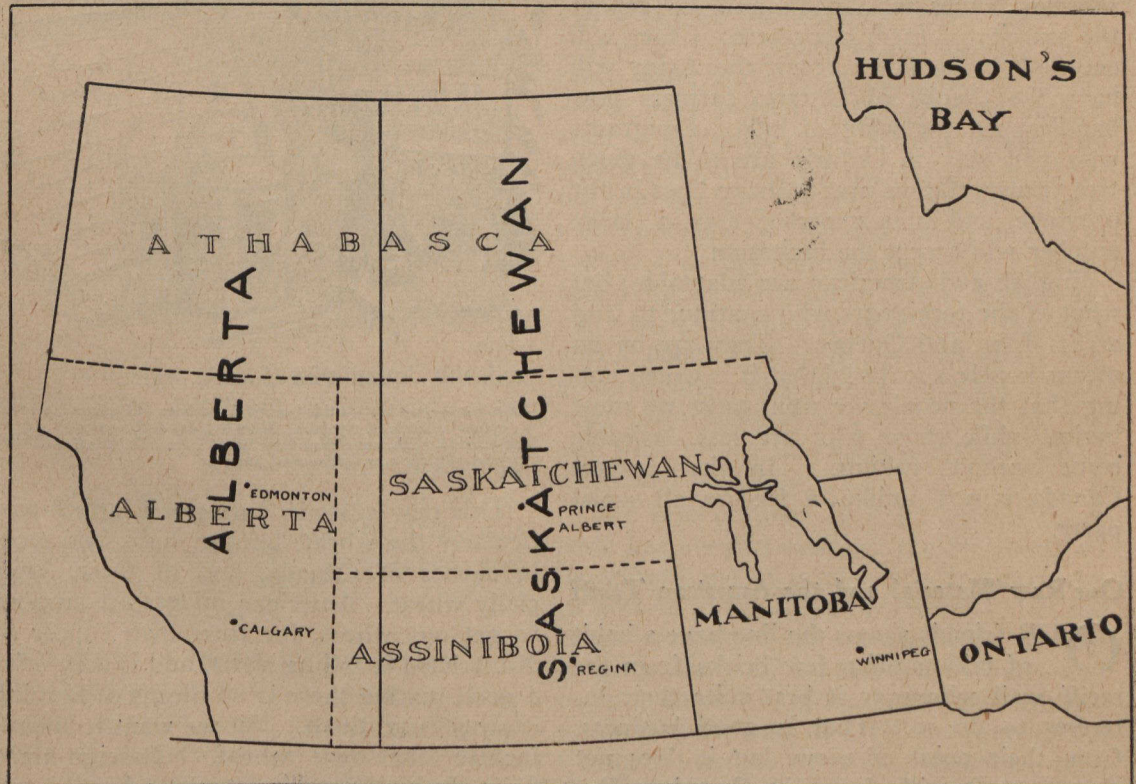 HUDSON'S
BAY
ATHABASCA
ALBERTA
SASKATCHEWAN
SASKATCHEWAN
EDMONTON
ALBERTA
PRINCE
ALBERT
MANITOBA
CALGARY
ASSINIBOIA
REGINA
WINNIPEG
ONTARIO